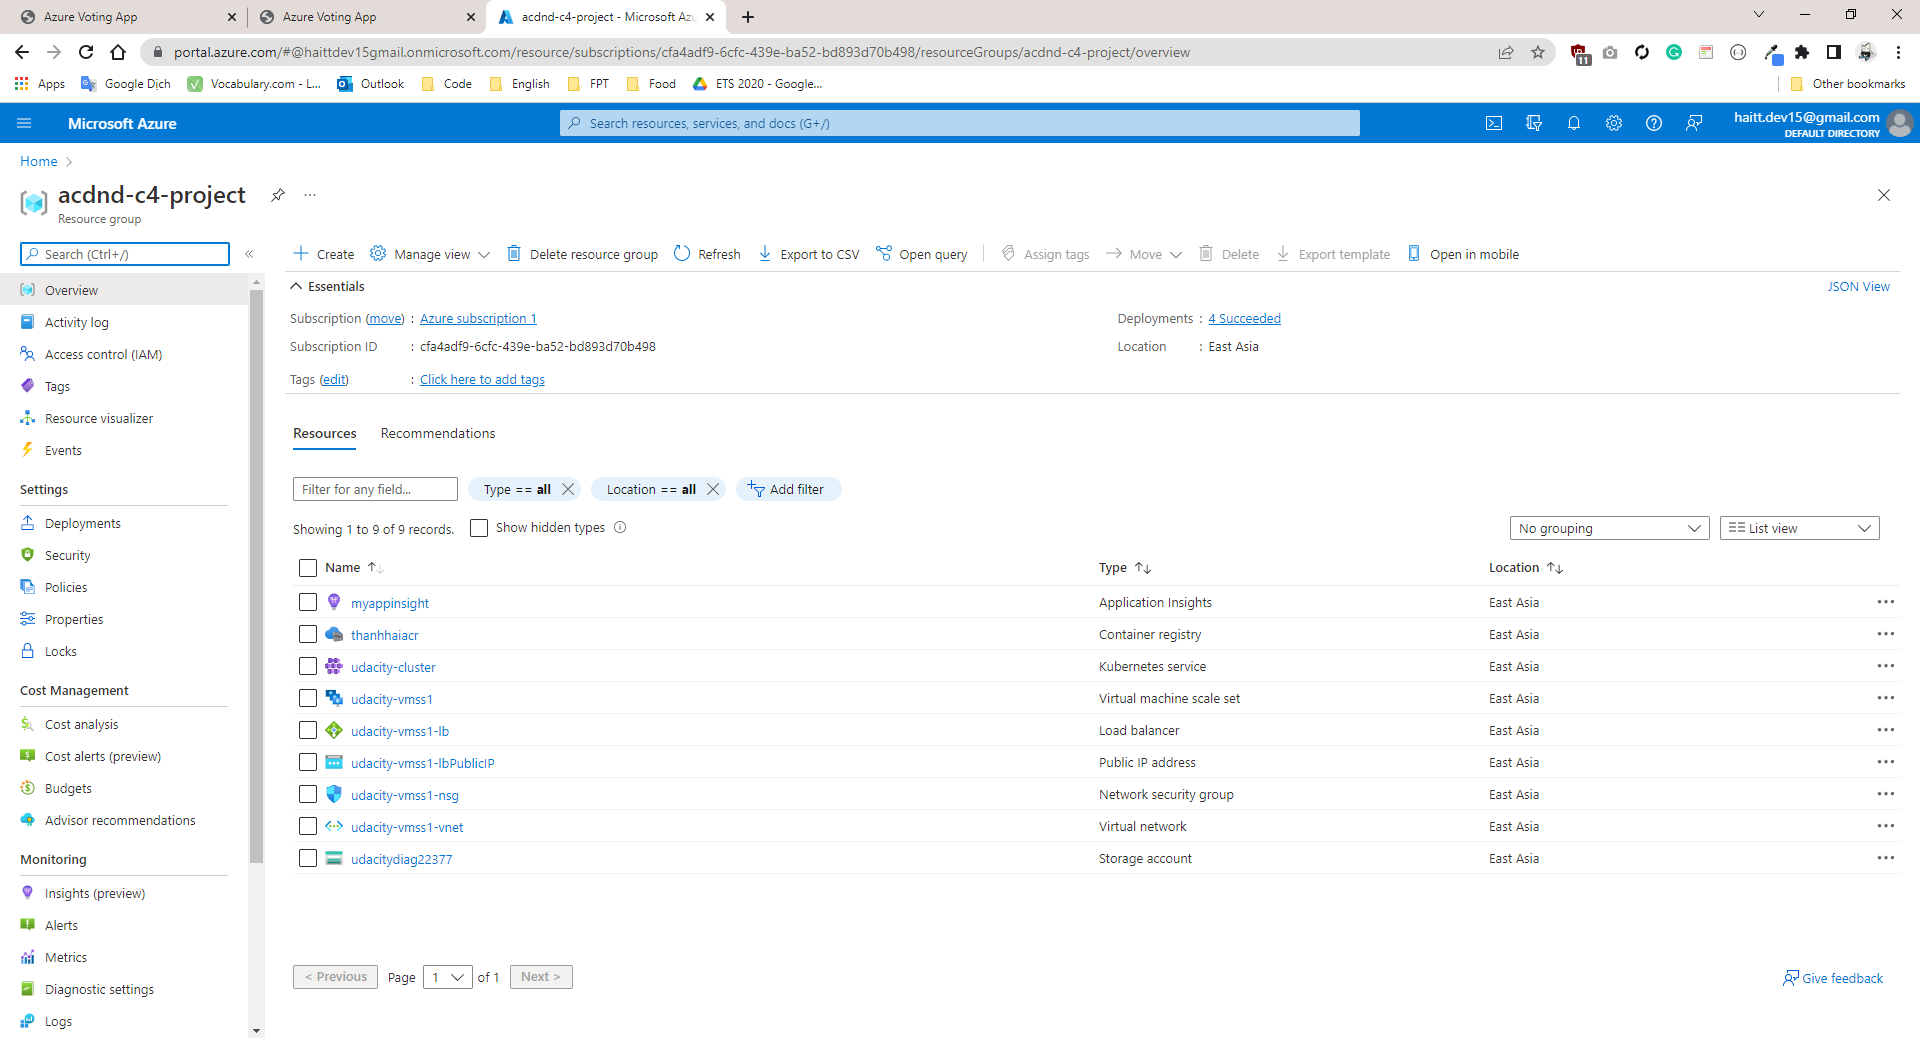 Azure Voting App
Azure Voting App
acdnd-c4-project - Microsoft Azu
portal.azure.com/#@haittdev15gmail.onmicrosoft.com/resource/subscriptions/cfa4adf9-6cfc-439e-ba52-bd893d70b498/resourceGroups/acdnd-c4-project/overview
11
Apps
Google Dịch
Vocabulary.com - L...
Outlook
Code
English
FPT
Food
ETS 2020 - Google...
Other bookmarks
Microsoft Azure
Search resources, services, and docs (G+/)
haitt.dev15@gmail.com
DEFAULT DIRECTORY
Home
acdnd-c4-project
Resource group
Search (Ctrl+/)
Overview
Activity log
Access control (IAM)
Tags
Resource visualizer
Events
Settings
Deployments
Security
Policies
Properties
Locks
Cost Management
Cost analysis
Cost alerts (preview)
Budgets
Advisor recommendations
Monitoring
Insights (preview)
Alerts
Metrics
Diagnostic settings
Logs
Create
Manage view
Delete resource group
Refresh
Export to CSV
Open query
Assign tags
Move
Delete
Export template
Open in mobile
Essentials
JSON View
Subscription (move) : Azure subscription 1
Subscription ID : cfa4adf9-6cfc-439e-ba52-bd893d70b498
Tags (edit) : Click here to add tags
Deployments : 4 Succeeded
Location : East Asia
Resources
Recommendations
Filter for any field...
Type == all
Location == all
Add filter
Showing 1 to 9 of 9 records.
Show hidden types
No grouping
List view
Name Type Location
myappinsight Application Insights East Asia
thanhhaiacr Container registry East Asia
udacity-cluster Kubernetes service East Asia
udacity-vmss1 Virtual machine scale set East Asia
udacity-vmss1-lb Load balancer East Asia
udacity-vmss1-lbPublicIP Public IP address East Asia
udacity-vmss1-nsg Network security group East Asia
udacity-vmss1-vnet Virtual network East Asia
udacitydiag22377 Storage account East Asia
< Previous Page 1 of 1 Next >
Give feedback